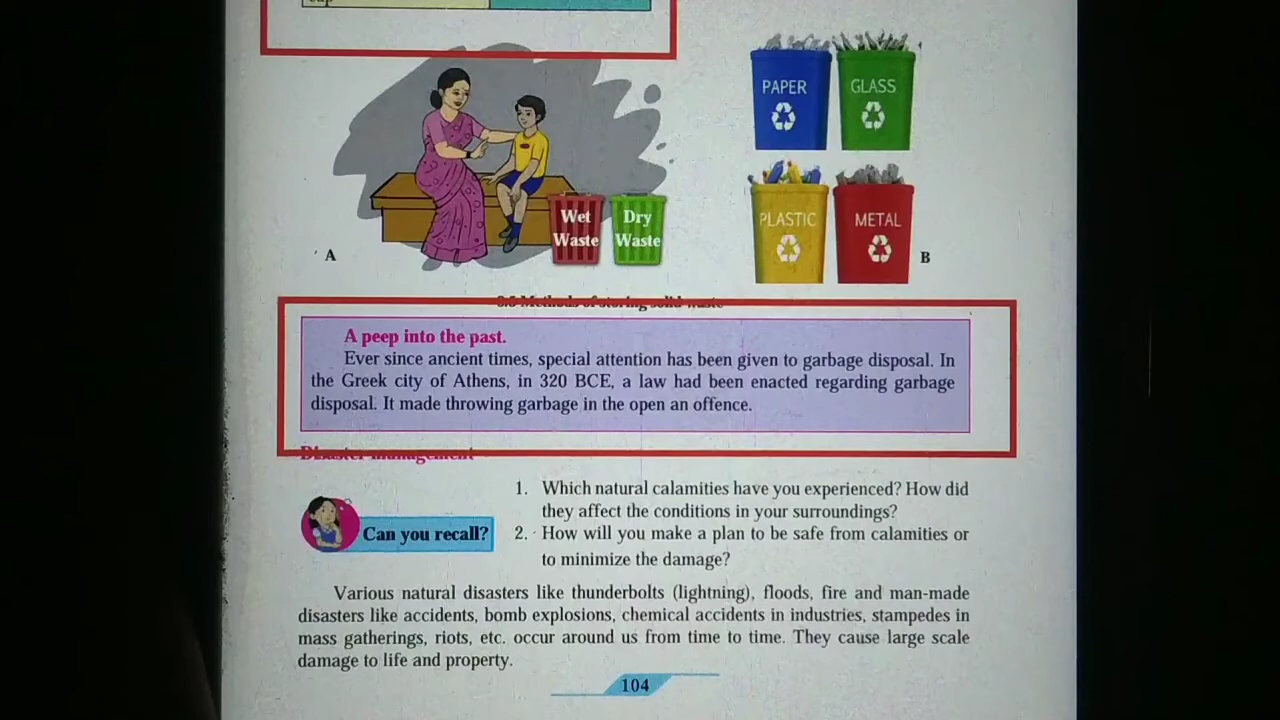 PAPER
GLASS
Wet
Waste
Dry
Waste
PLASTIC
METAL
A
B
Methods of storing solid waste
A peep into the past.
Ever since ancient times, special attention has been given to garbage disposal. In
the Greek city of Athens, in 320 BCE, a law had been enacted regarding garbage
disposal. It made throwing garbage in the open an offence.
Disaster management
Can you recall?
1. Which natural calamities have you experienced? How did
they affect the conditions in your surroundings?
2. How will you make a plan to be safe from calamities or
to minimize the damage?
Various natural disasters like thunderbolts (lightning), floods, fire and man-made
disasters like accidents, bomb explosions, chemical accidents in industries, stampedes in
mass gatherings, riots, etc. occur around us from time to time. They cause large scale
damage to life and property.
104